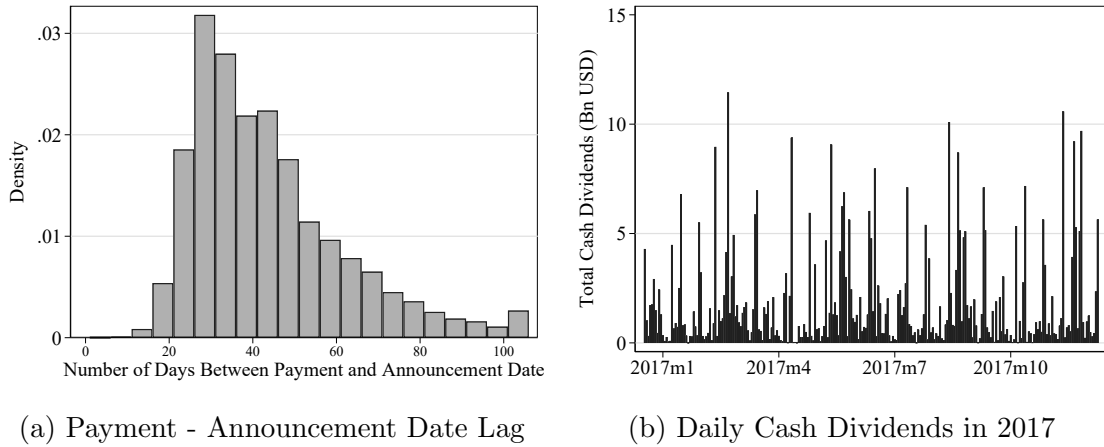 .03
.02
.01
0
Density
0 20 40 60 80 100
Number of Days Between Payment and Announcement Date
(a) Payment - Announcement Date Lag
15
10
5
0
Total Cash Dividends (Bn USD)
2017m1 2017m4 2017m7 2017m10
(b) Daily Cash Dividends in 2017